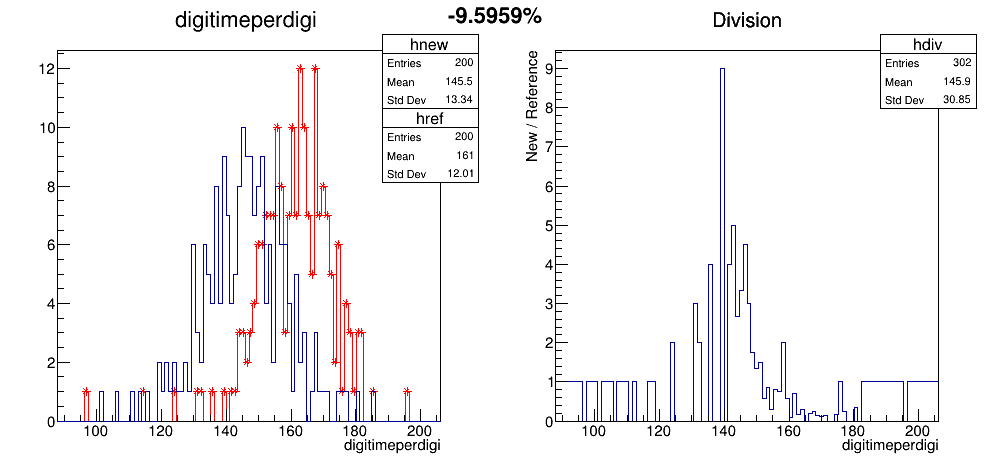 digitimeperdigi
-9.5959%
Division
hnew
Entries 200
Mean 145.5
Std Dev 13.34
href
Entries 200
Mean 161
Std Dev 12.01
12
10
8
6
4
2
0
100 120 140 160 180 200
digitimeperdigi
hdiv
Entries 302
Mean 145.9
Std Dev 30.85
New / Reference
9
8
7
6
5
4
3
2
1
0
100 120 140 160 180 200
digitimeperdigi